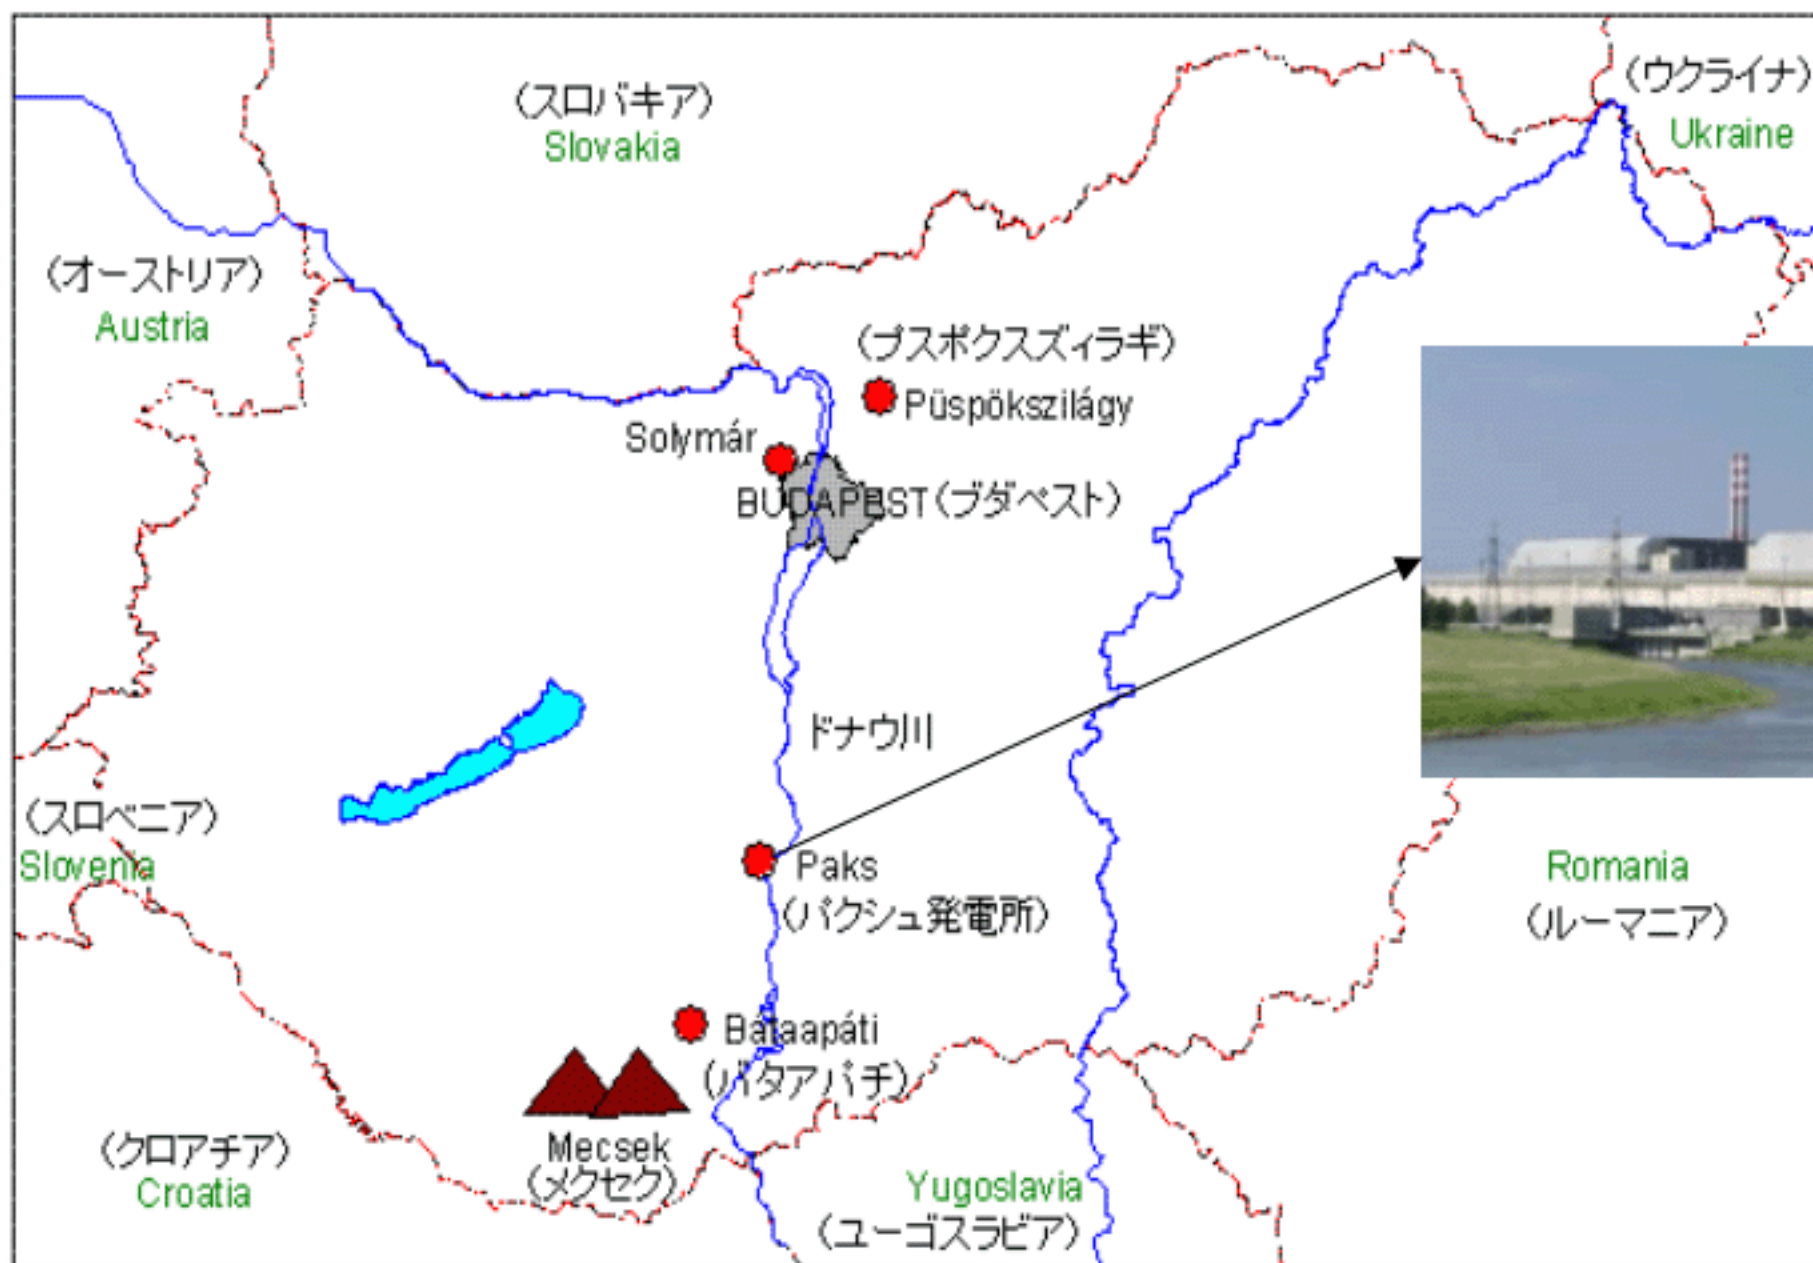 (スロバキア)
Slovakia
(ウクライナ)
Ukraine
(オーストリア)
Austria
(プスポクスズィラギ)
Püspökszilágy
Solymár
BUDAPEST(ブダペスト)
ドナウ川
(スロベニア)
Slovenia
Paks
(パクシュ発電所)
Romania
(ルーマニア)
Bátaapáti
(バタアパチ)
Mecsek
(メクセク)
(クロアチア)
Croatia
Yugoslavia
(ユーゴスラビア)